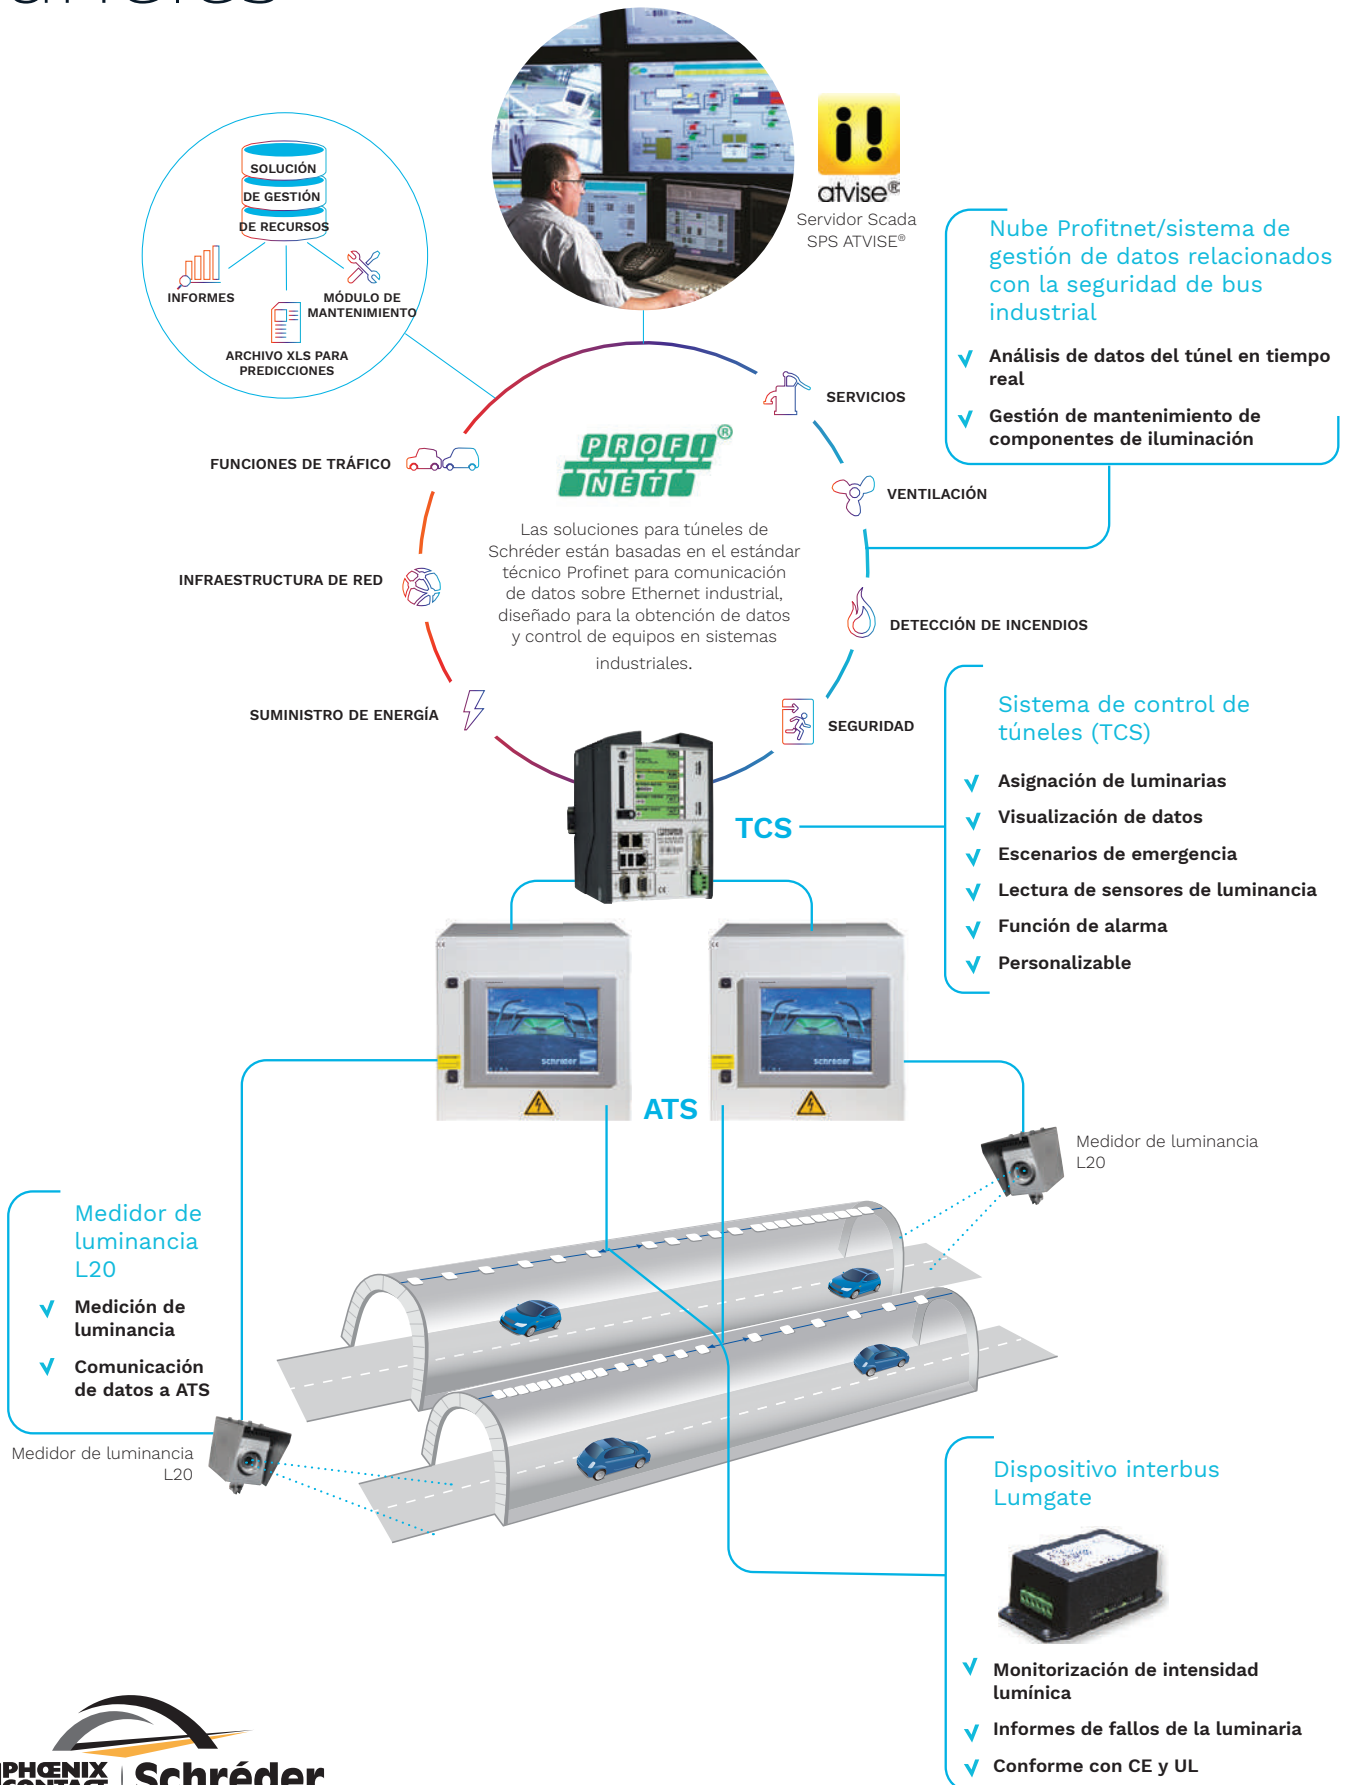 SOLUCIÓN
DE GESTIÓN
DE RECURSOS
INFORMES
MÓDULO DE
MANTENIMIENTO
ARCHIVO XLS PARA
PREDICCIONES
atvise®
Servidor Scada
SPS ATVISE®
Nube Profitnet/sistema de
gestión de datos relacionados
con la seguridad de bus
industrial
Análisis de datos del túnel en tiempo
real
Gestión de mantenimiento de
componentes de iluminación
SERVICIOS
VENTILACIÓN
DETECCIÓN DE INCENDIOS
SEGURIDAD
FUNCIONES DE TRÁFICO
INFRAESTRUCTURA DE RED
SUMINISTRO DE ENERGÍA
PROFI®
NET
Las soluciones para túneles de
Schréder están basadas en el estándar
técnico Profinet para comunicación
de datos sobre Ethernet industrial,
diseñado para la obtención de datos
y control de equipos en sistemas
industriales.
TCS
Sistema de control de
túneles (TCS)
Asignación de luminarias
Visualización de datos
Escenarios de emergencia
Lectura de sensores de luminancia
Función de alarma
Personalizable
schréder
schréder
ATS
Medidor de luminancia
L20
Medidor de
luminancia
L20
Medición de
luminancia
Comunicación
de datos a ATS
Medidor de luminancia
L20
Dispositivo interbus
Lumgate
Monitorización de intensidad
lumínica
Informes de fallos de la luminaria
Conforme con CE y UL
PHŒNIX
CONTACT
Schréder